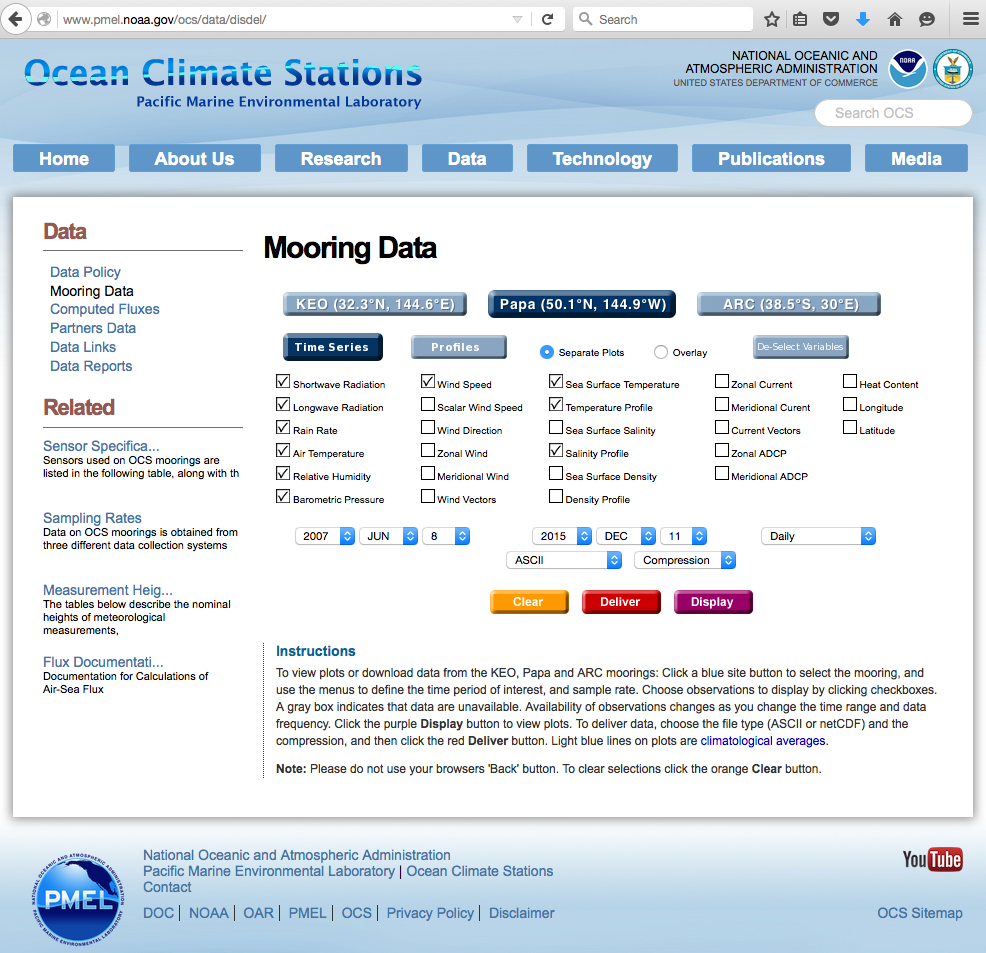 www.pmel.noaa.gov/ocs/data/disdel/
Search
Ocean Climate Stations
Pacific Marine Environmental Laboratory
NATIONAL OCEANIC AND
ATMOSPHERIC ADMINISTRATION
UNITED STATES DEPARTMENT OF COMMERCE
NOAA
Search OCS
Home About Us Research Data Technology Publications Media
Data
Data Policy
Mooring Data
Computed Fluxes
Partners Data
Data Links
Data Reports
Related
Sensor Specifica...
Sensors used on OCS moorings are
listed in the following table, along with th
Sampling Rates
Data on OCS moorings is obtained from
three different data collection systems
Measurement Heig...
The tables below describe the nominal
heights of meteorological
measurements,
Flux Documentati...
Documentation for Calculations of
Air-Sea Flux
Mooring Data
KEO (32.3°N, 144.6°E) Papa (50.1°N, 144.9°W) ARC (38.5°S, 30°E)
Time Series Profiles Separate Plots Overlay De-Select Variables
Shortwave Radiation Wind Speed Sea Surface Temperature Zonal Current Heat Content
Longwave Radiation Scalar Wind Speed Temperature Profile Meridional Curent Longitude
Rain Rate Wind Direction Sea Surface Salinity Current Vectors Latitude
Air Temperature Zonal Wind Salinity Profile Zonal ADCP
Relative Humidity Meridional Wind Sea Surface Density Meridional ADCP
Barometric Pressure Wind Vectors Density Profile
2007 JUN 8 2015 DEC 11 Daily
ASCII Compression
Clear Deliver Display
Instructions
To view plots or download data from the KEO, Papa and ARC moorings: Click a blue site button to select the mooring, and
use the menus to define the time period of interest, and sample rate. Choose observations to display by clicking checkboxes.
A gray box indicates that data are unavailable. Availability of observations changes as you change the time range and data
frequency. Click the purple Display button to view plots. To deliver data, choose the file type (ASCII or netCDF) and the
compression, and then click the red Deliver button. Light blue lines on plots are climatological averages.
Note: Please do not use your browsers 'Back' button. To clear selections click the orange Clear button.
NATIONAL OCEANIC AND ATMOSPHERIC ADMINISTRATION
PMEL
PACIFIC MARINE ENVIRONMENTAL LABORATORY
National Oceanic and Atmospheric Administration
Pacific Marine Environmental Laboratory | Ocean Climate Stations
Contact
DOC | NOAA | OAR | PMEL | OCS | Privacy Policy | Disclaimer
YouTube
OCS Sitemap